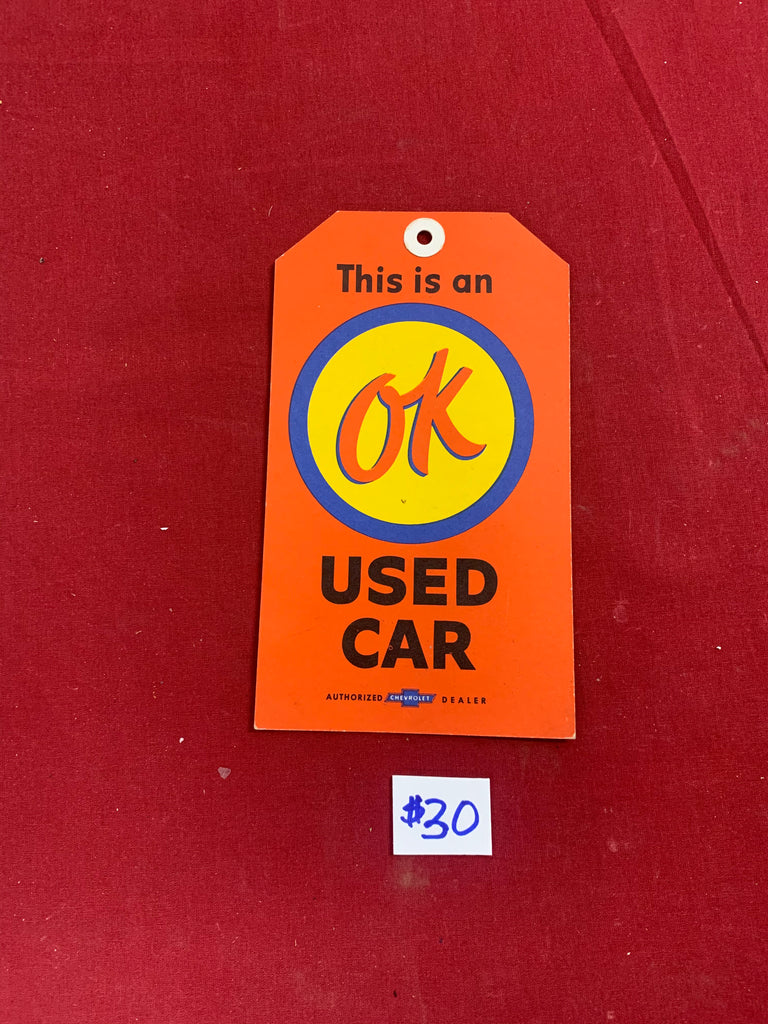 This is an
OK
USED
CAR
AUTHORIZED CHEVROLET DEALER
$30